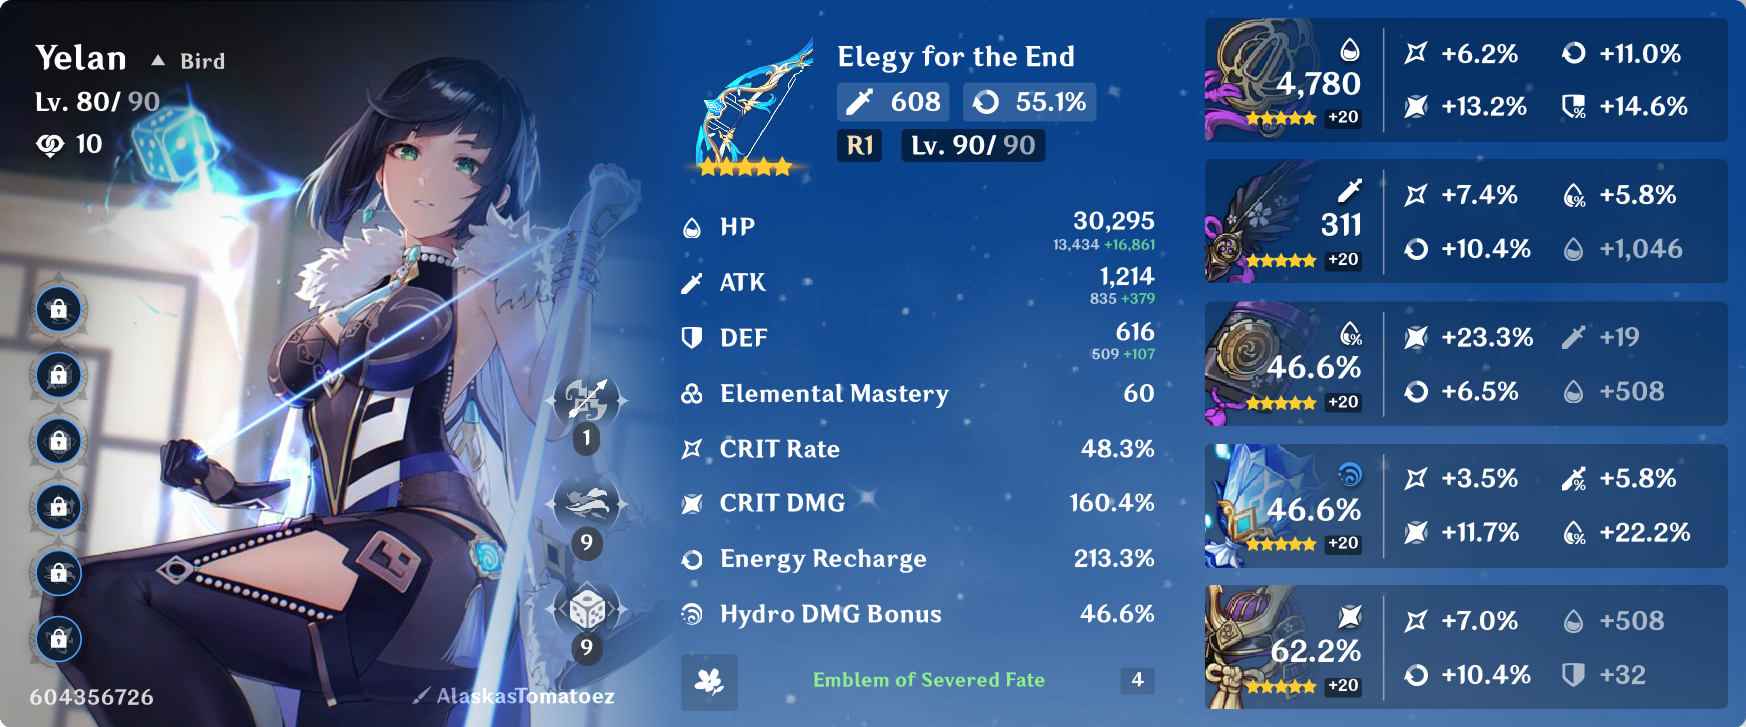 Yelan Bird
Lv. 80/ 90
10
1
9
9
604356726
AlaskasTomatoez
Elegy for the End
608 55.1%
R1 Lv. 90/ 90
HP 30,295
13,434 +16,861
ATK 1,214
835 +379
DEF 616
509 +107
Elemental Mastery 60
CRIT Rate 48.3%
CRIT DMG 160.4%
Energy Recharge 213.3%
Hydro DMG Bonus 46.6%
Emblem of Severed Fate 4
4,780
+20
+6.2% +11.0%
+13.2% +14.6%
311
+20
+7.4% +5.8%
+10.4% +1,046
46.6%
+20
+23.3% +19
+6.5% +508
46.6%
+20
+3.5% +5.8%
+11.7% +22.2%
62.2%
+20
+7.0% +508
+10.4% +32